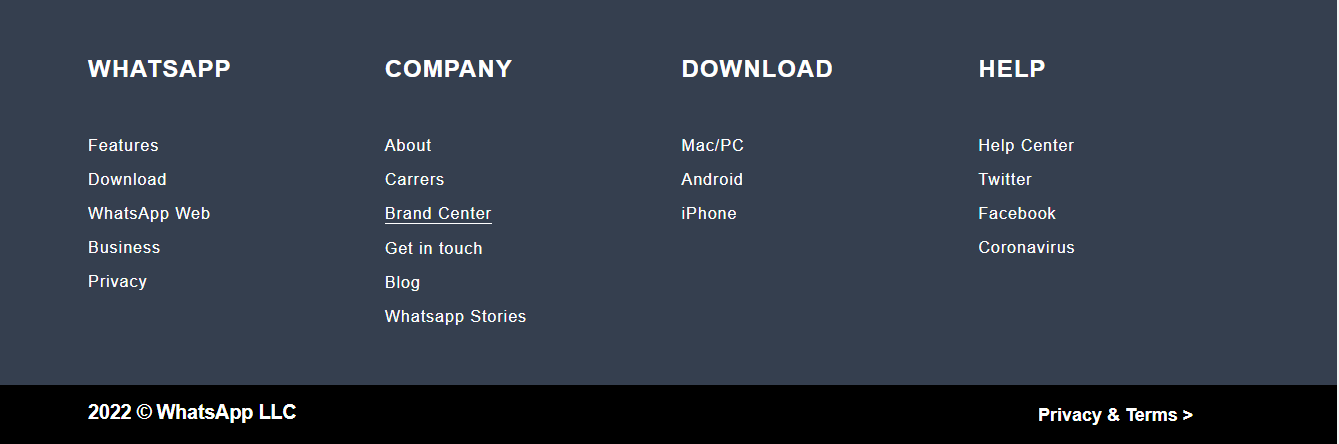 WHATSAPP
Features
Download
WhatsApp Web
Business
Privacy
COMPANY
About
Carrers
Brand Center
Get in touch
Blog
Whatsapp Stories
DOWNLOAD
Mac/PC
Android
iPhone
HELP
Help Center
Twitter
Facebook
Coronavirus
2022 © WhatsApp LLC
Privacy & Terms >